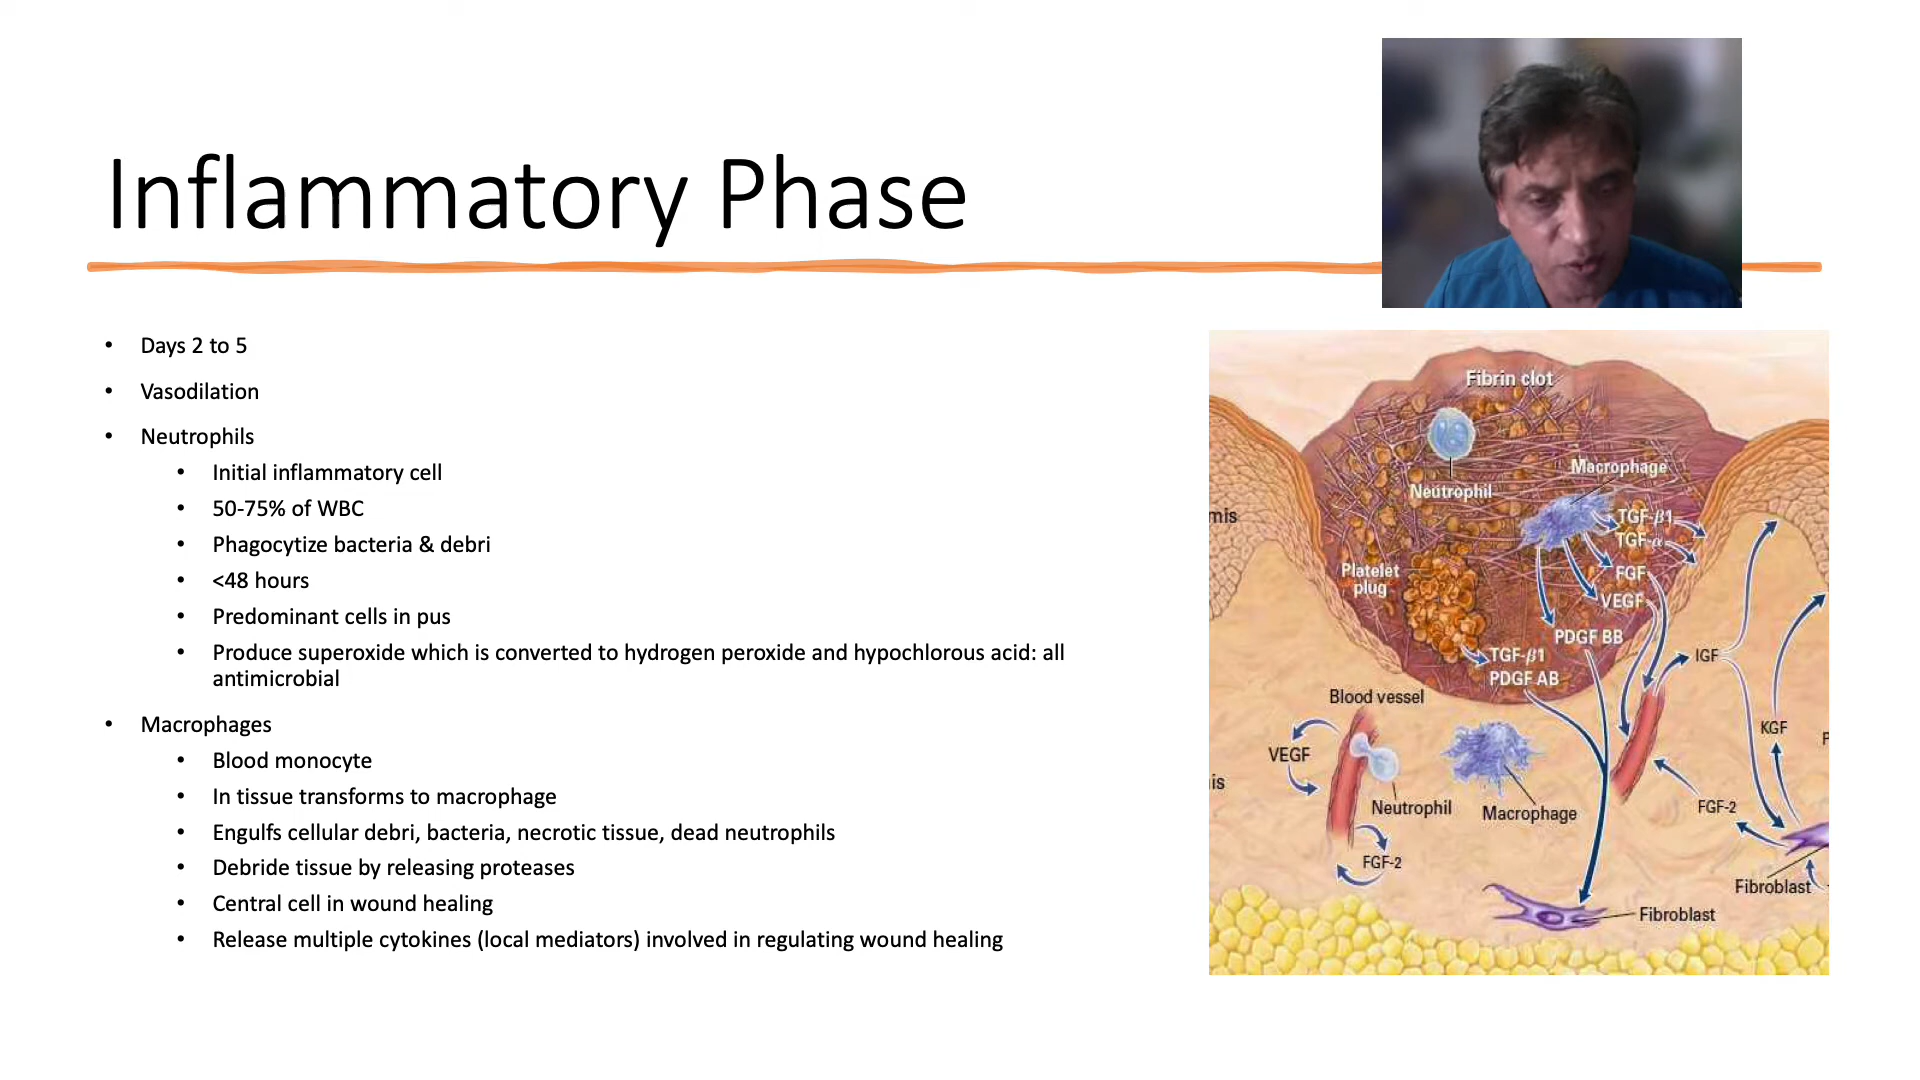 Inflammatory Phase
• Days 2 to 5
• Vasodilation
• Neutrophils
• Initial inflammatory cell
• 50-75% of WBC
• Phagocytize bacteria & debri
• <48 hours
• Predominant cells in pus
• Produce superoxide which is converted to hydrogen peroxide and hypochlorous acid: all
antimicrobial
• Macrophages
• Blood monocyte
• In tissue transforms to macrophage
• Engulfs cellular debri, bacteria, necrotic tissue, dead neutrophils
• Debride tissue by releasing proteases
• Central cell in wound healing
• Release multiple cytokines (local mediators) involved in regulating wound healing
Fibrin clot
Macrophage
Neutrophil
mis
TGF-β1
TGF-α
Platelet
plug
FGF
VEGF
PDGF BB
TGF-β1
PDGF AB
IGF
Blood vessel
KGF
VEGF
is
Neutrophil
Macrophage
FGF-2
FGF-2
Fibroblast
Fibroblast